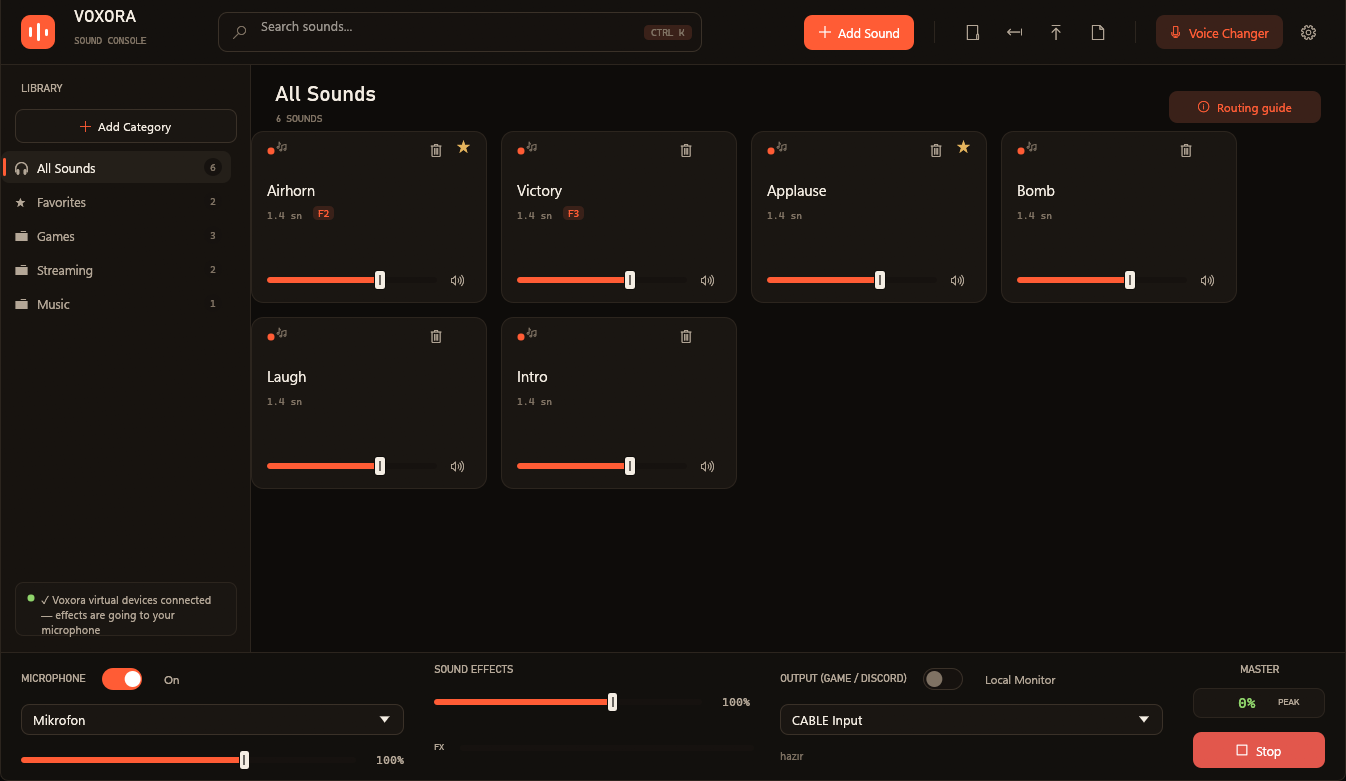 VOXORA
SOUND CONSOLE
Search sounds...
CTRL K
Add Sound
Voice Changer
LIBRARY
Add Category
All Sounds 6
Favorites 2
Games 3
Streaming 2
Music 1
✓ Voxora virtual devices connected
— effects are going to your
microphone
All Sounds
6 SOUNDS
Routing guide
Airhorn
1.4 sn F2
Victory
1.4 sn F3
Applause
1.4 sn
Bomb
1.4 sn
Laugh
1.4 sn
Intro
1.4 sn
MICROPHONE On
Mikrofon
100%
SOUND EFFECTS
100%
FX
OUTPUT (GAME / DISCORD) Local Monitor
CABLE Input
hazır
MASTER
0% PEAK
Stop